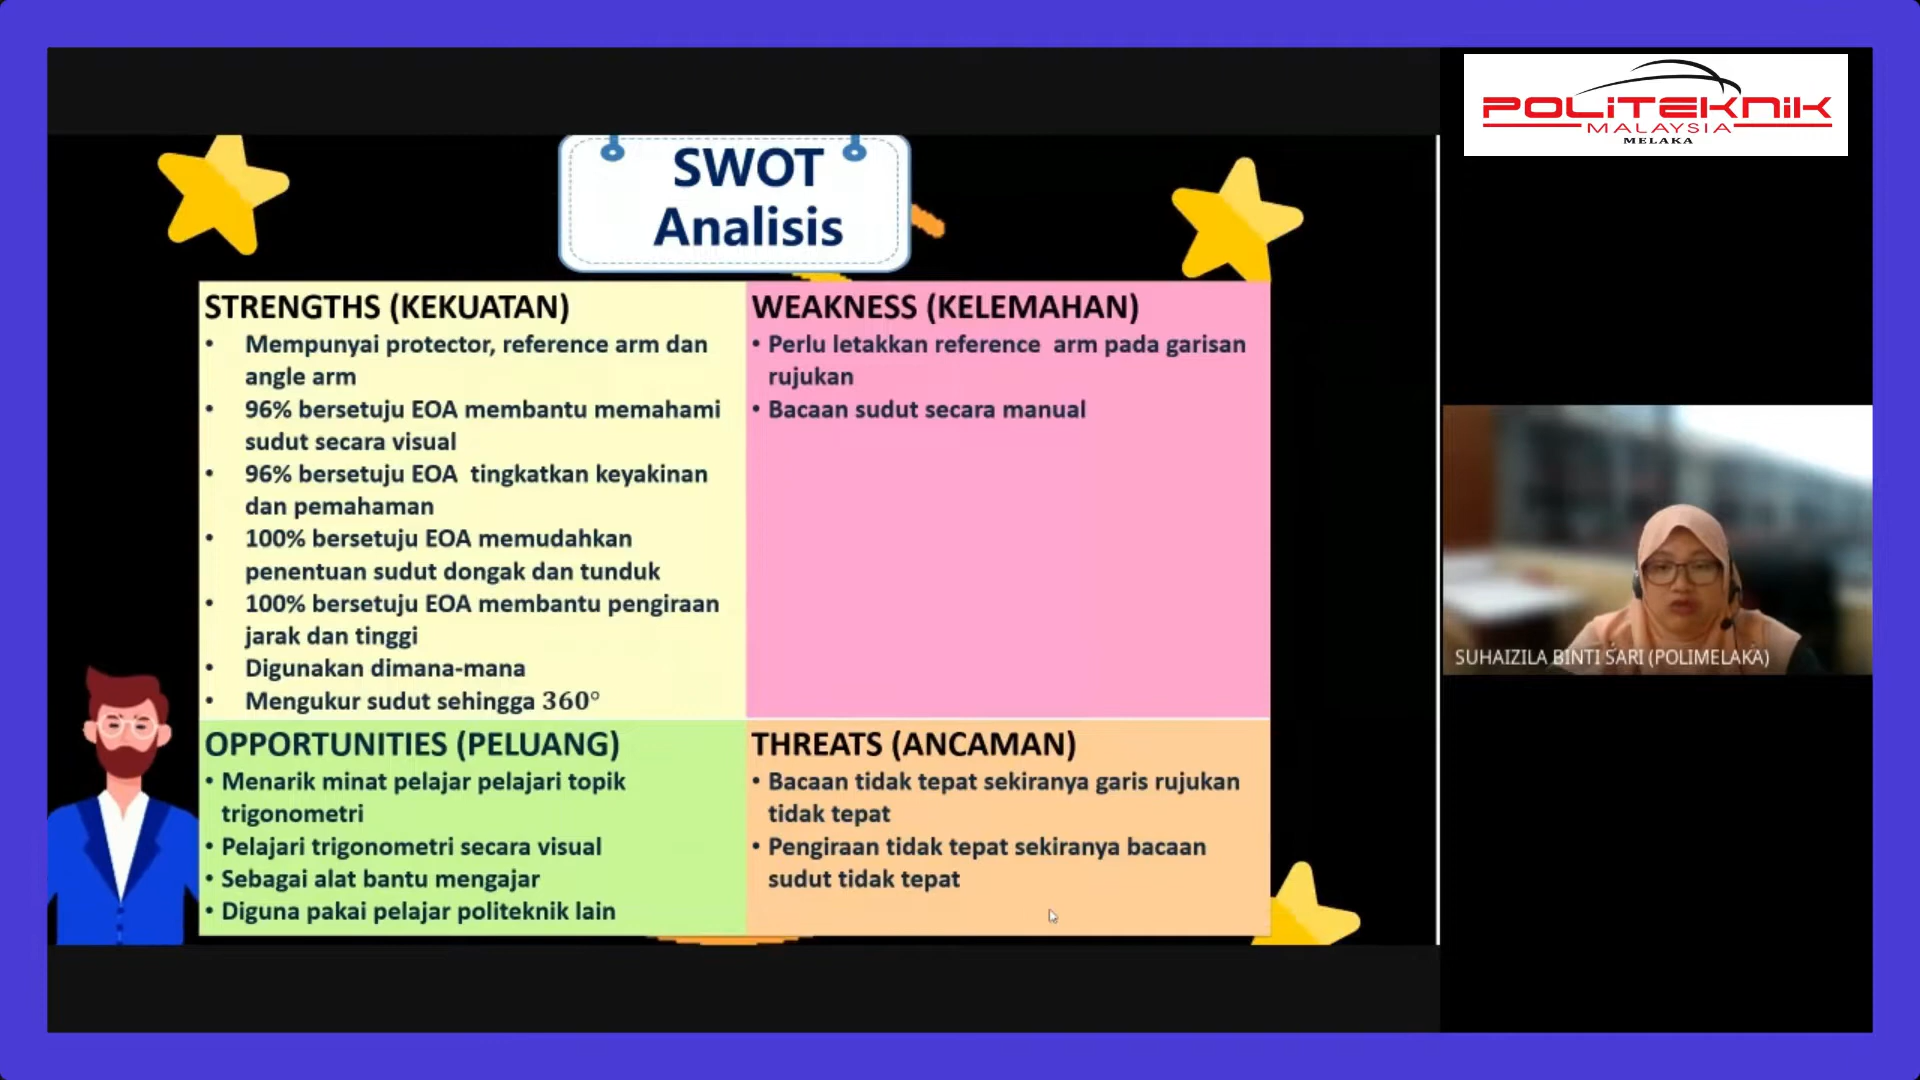 POLITEKNIK
MALAYSIA
MELAKA
SWOT
Analisis
STRENGTHS (KEKUATAN)
• Mempunyai protector, reference arm dan
angle arm
• 96% bersetuju EOA membantu memahami
sudut secara visual
• 96% bersetuju EOA tingkatkan keyakinan
dan pemahaman
• 100% bersetuju EOA memudahkan
penentuan sudut dongak dan tunduk
• 100% bersetuju EOA membantu pengiraan
jarak dan tinggi
• Digunakan dimana-mana
• Mengukur sudut sehingga 360°
WEAKNESS (KELEMAHAN)
• Perlu letakkan reference arm pada garisan
rujukan
• Bacaan sudut secara manual
OPPORTUNITIES (PELUANG)
• Menarik minat pelajar pelajari topik
trigonometri
• Pelajari trigonometri secara visual
• Sebagai alat bantu mengajar
• Diguna pakai pelajar politeknik lain
THREATS (ANCAMAN)
• Bacaan tidak tepat sekiranya garis rujukan
tidak tepat
• Pengiraan tidak tepat sekiranya bacaan
sudut tidak tepat
SUHAIZILA BINTI SARI (POLIMELAKA)